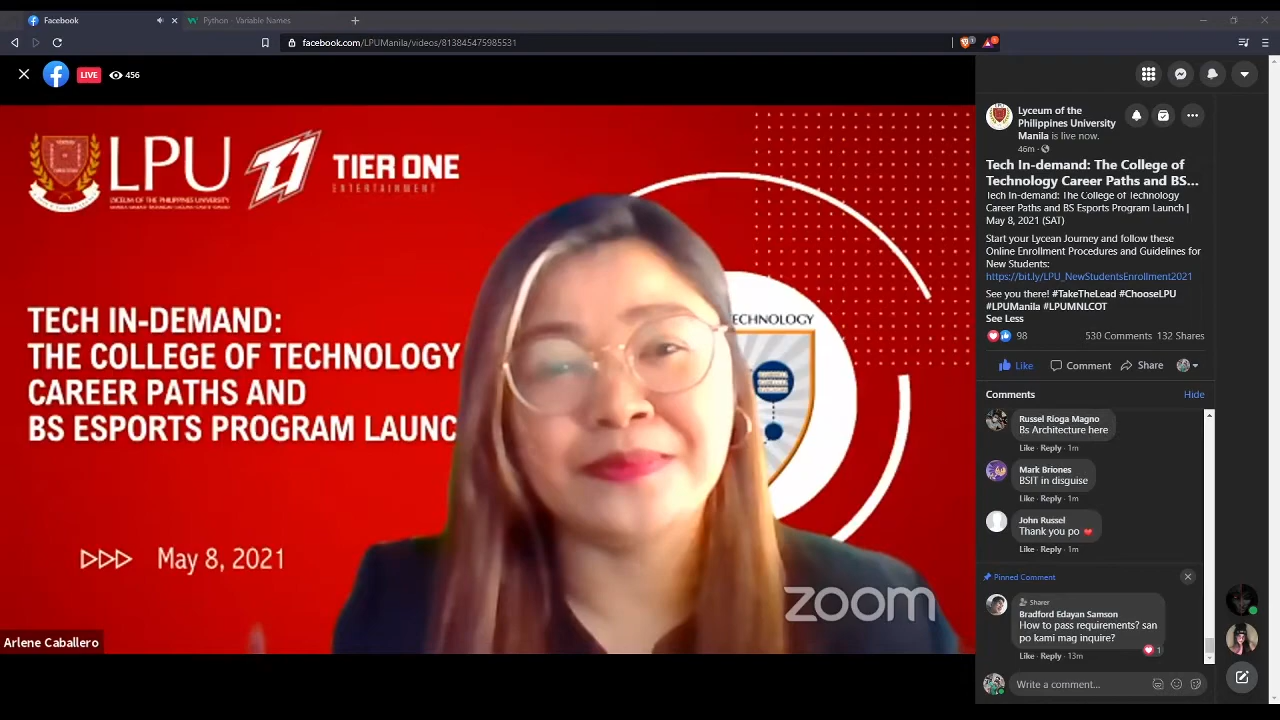 Facebook
Python - Variable Names
facebook.com/LPUManila/videos/813845475985531
LIVE
456
LPU
LYCEUM OF THE PHILIPPINES UNIVERSITY
T1
TIER ONE
ENTERTAINMENT
ECHNOLOGY
TECH IN-DEMAND:
THE COLLEGE OF TECHNOLOGY
CAREER PATHS AND
BS ESPORTS PROGRAM LAUNC
May 8, 2021
zoom
Arlene Caballero
Lyceum of the
Philippines University
Manila is live now.
46m
Tech In-demand: The College of
Technology Career Paths and BS...
Tech In-demand: The College of Technology
Career Paths and BS Esports Program Launch |
May 8, 2021 (SAT)
Start your Lycean Journey and follow these
Online Enrollment Procedures and Guidelines for
New Students:
https://bit.ly/LPU_NewStudentsEnrollment2021
See you there! #TakeTheLead #ChooseLPU
#LPUManila #LPUMNLCOT
See Less
98 530 Comments 132 Shares
Like Comment Share
Comments Hide
Russel Rioga Magno
Bs Architecture here
Like · Reply · 1m
Mark Briones
BSIT in disguise
Like · Reply · 1m
John Russel
Thank you po
Like · Reply · 1m
Pinned Comment
Sharer
Bradford Edayan Samson
How to pass requirements? san
po kami mag inquire?
1
Like · Reply · 13m
Write a comment...